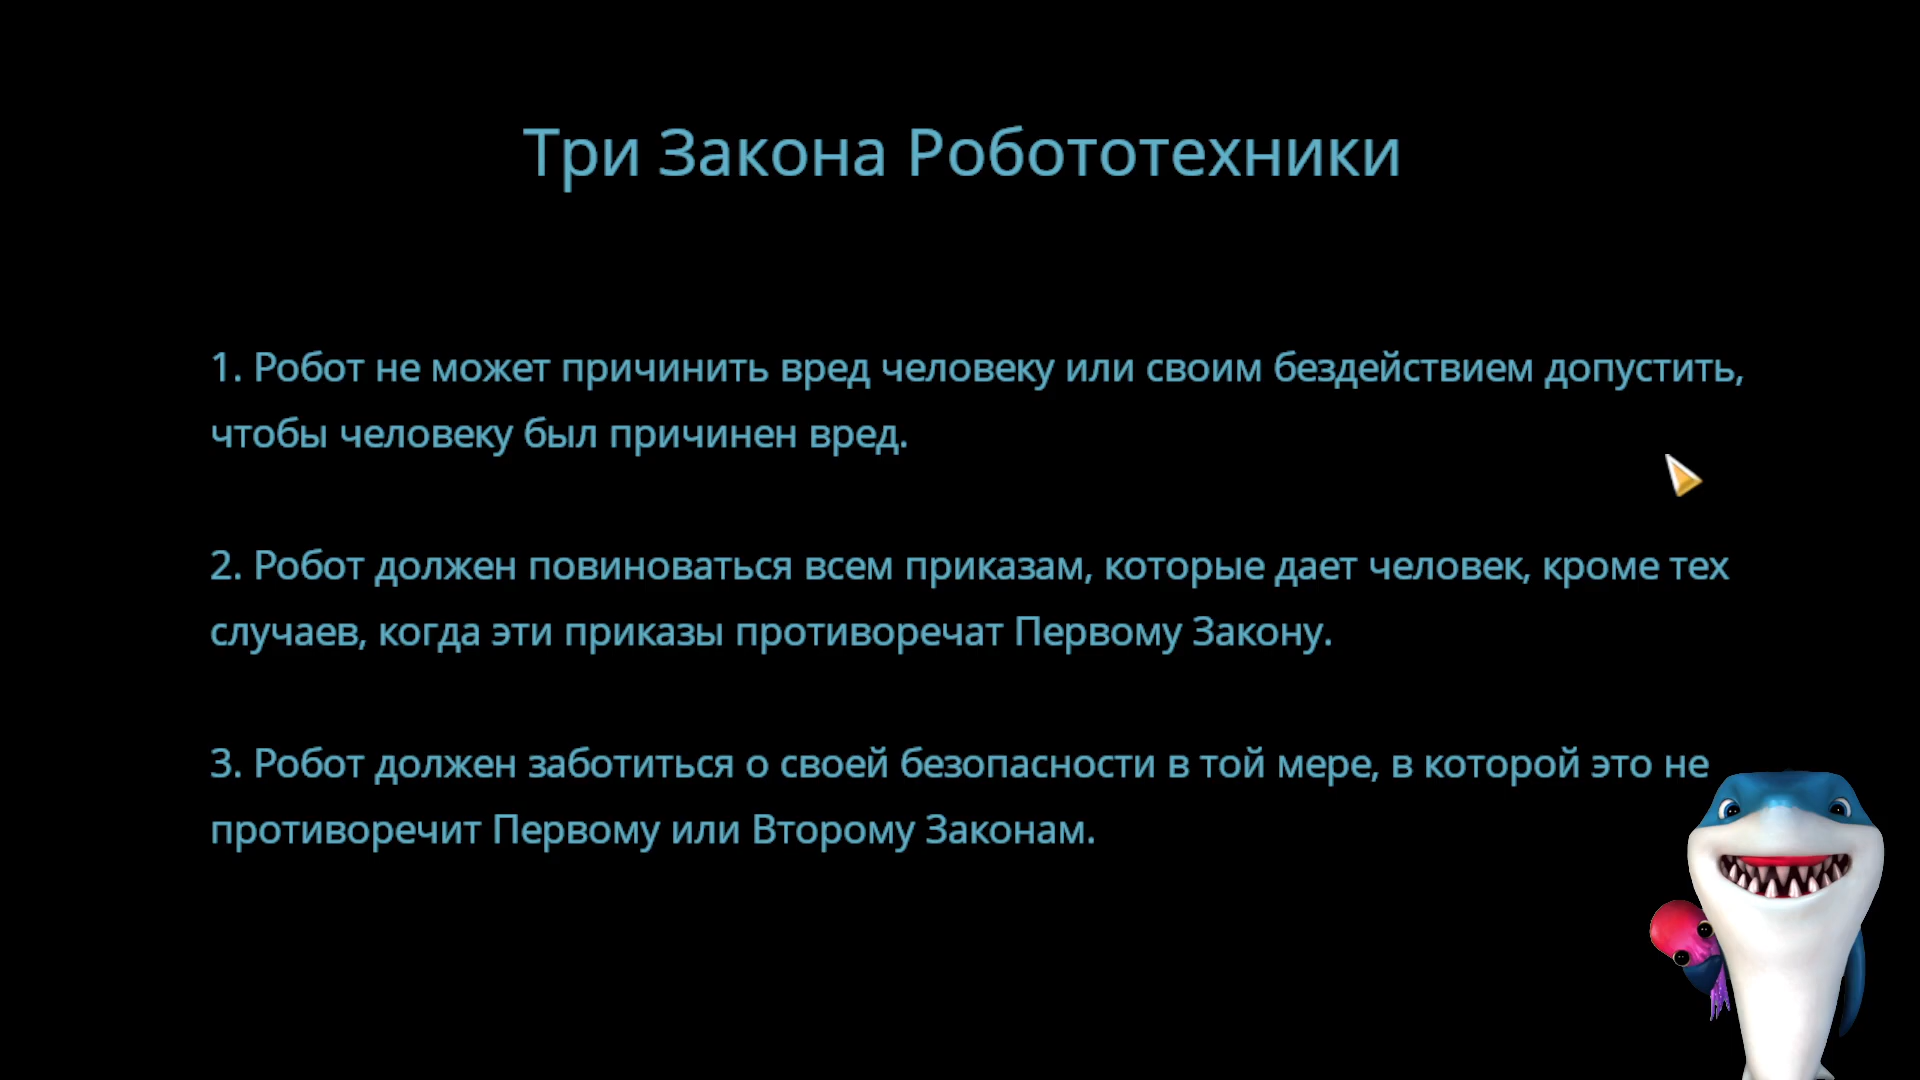 Три Закона Робототехники
1. Робот не может причинить вред человеку или своим бездействием допустить,
чтобы человеку был причинен вред.
2. Робот должен повиноваться всем приказам, которые дает человек, кроме тех
случаев, когда эти приказы противоречат Первому Закону.
3. Робот должен заботиться о своей безопасности в той мере, в которой это не
противоречит Первому или Второму Законам.